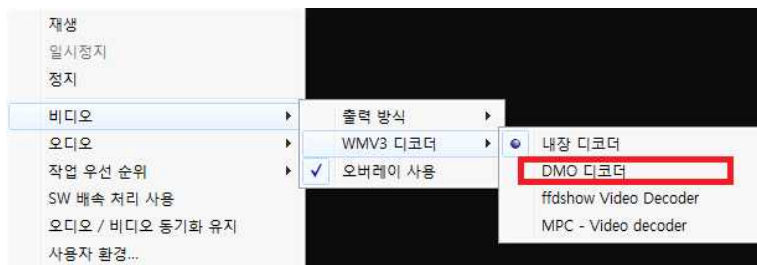 재생
일시정지
정지
비디오
오디오
작업 우선 순위
SW 배속 처리 사용
오디오 / 비디오 동기화 유지
사용자 환경...
출력 방식
WMV3 디코더
오버레이 사용
내장 디코더
DMO 디코더
ffdshow Video Decoder
MPC - Video decoder